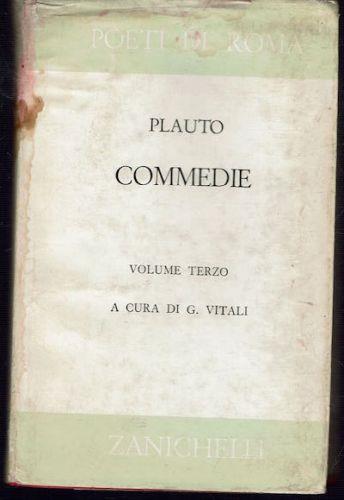 POETI DI ROMA
PLAUTO
COMMEDIE
VOLUME TERZO
A CURA DI G. VITALI
ZANICHELLI